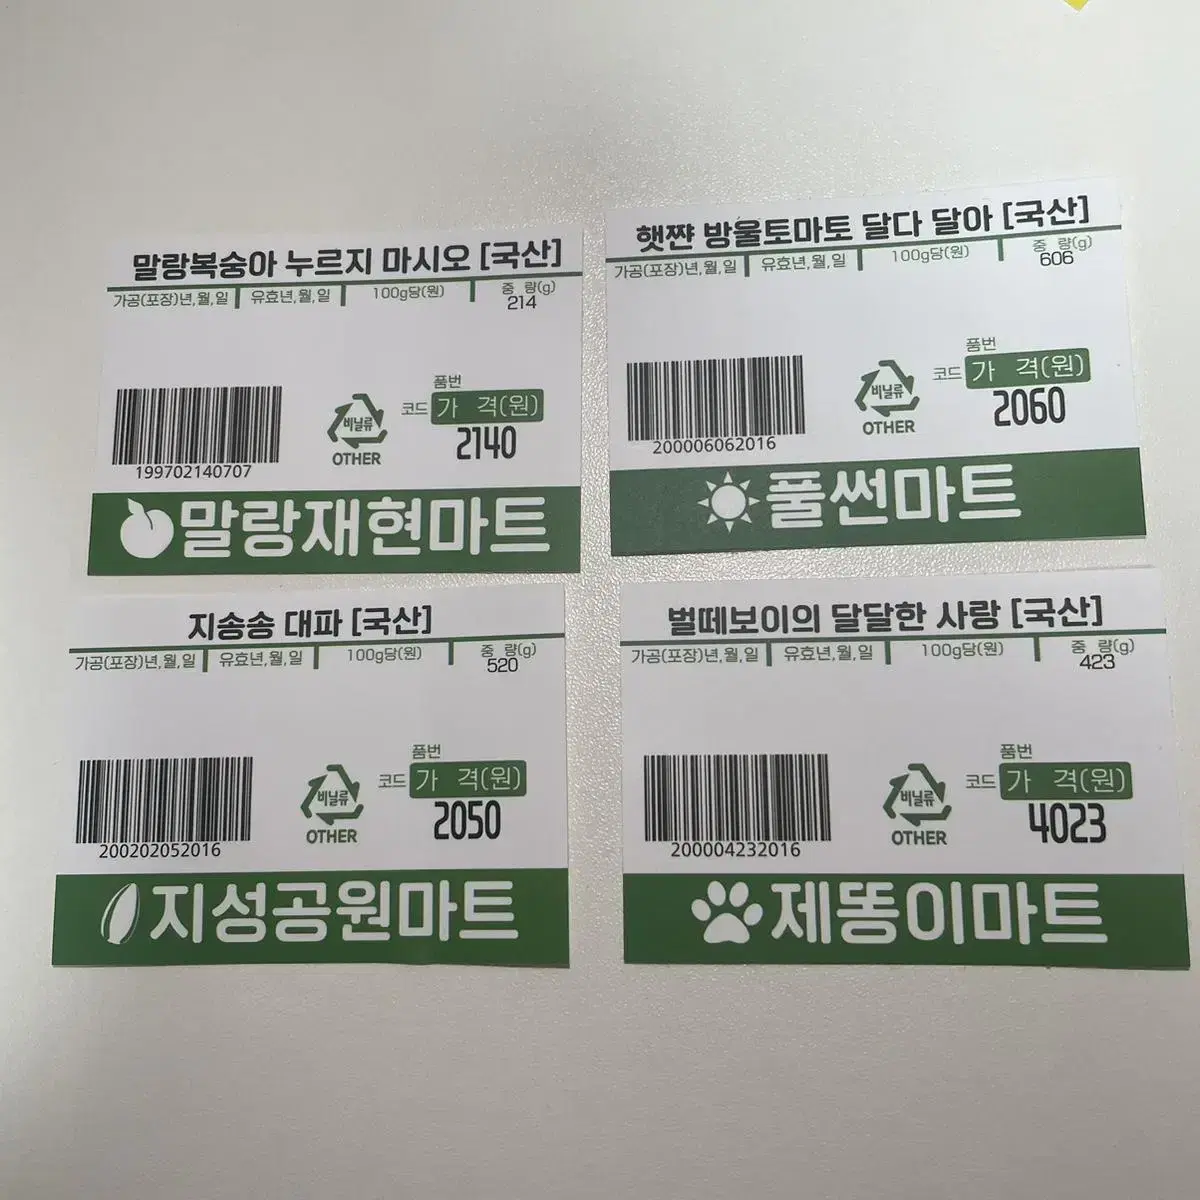 말랑복숭아 누르지 마시오 [국산]
가공(포장)년,월,일 유효년,월,일 100g당(원) 중 량(g)
214
품번
코드 가 격(원)
비닐류
OTHER
2140
199702140707
말랑재현마트
햇쨘 방울토마토 달다 달아 [국산]
가공(포장)년,월,일 유효년,월,일 100g당(원) 중 량(g)
606
품번
코드 가 격(원)
비닐류
OTHER
2060
200006062016
풀썬마트
지송송 대파 [국산]
가공(포장)년,월,일 유효년,월,일 100g당(원) 중 량(g)
520
품번
코드 가 격(원)
비닐류
OTHER
2050
200202052016
지성공원마트
벌떼보이의 달달한 사랑 [국산]
가공(포장)년,월,일 유효년,월,일 100g당(원) 중 량(g)
423
품번
코드 가 격(원)
비닐류
OTHER
4023
200004232016
제똥이마트